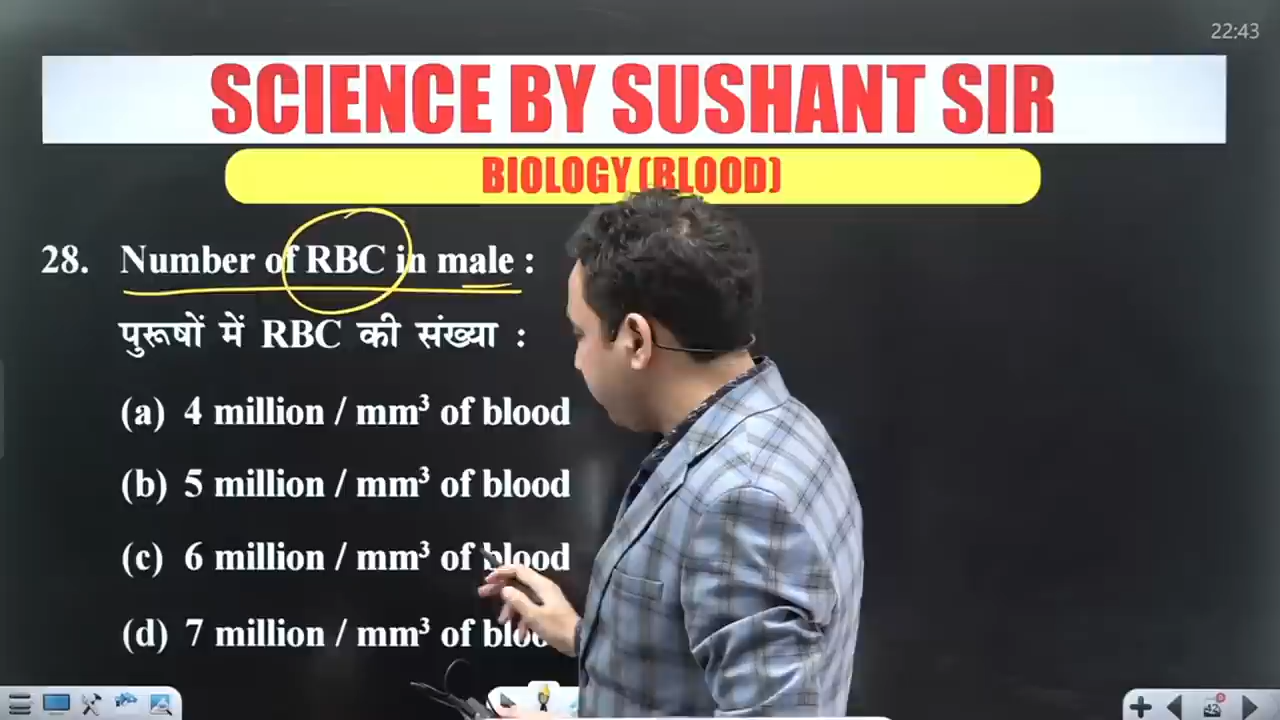 22:43
SCIENCE BY SUSHANT SIR
BIOLOGY (BLOOD)
28. Number of RBC in male :
पुरूषों में RBC की संख्या :
(a) 4 million / mm³ of blood
(b) 5 million / mm³ of blood
(c) 6 million / mm³ of blood
(d) 7 million / mm³ of